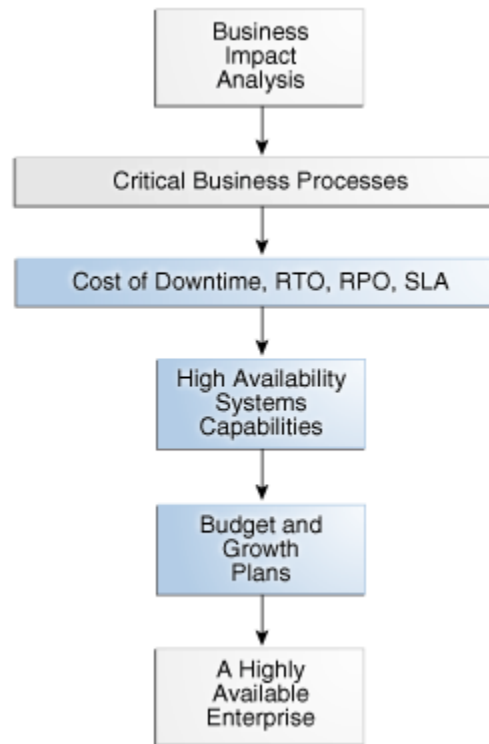 Business
Impact
Analysis
Critical Business Processes
Cost of Downtime, RTO, RPO, SLA
High Availability
Systems
Capabilities
Budget and
Growth
Plans
A Highly
Available
Enterprise